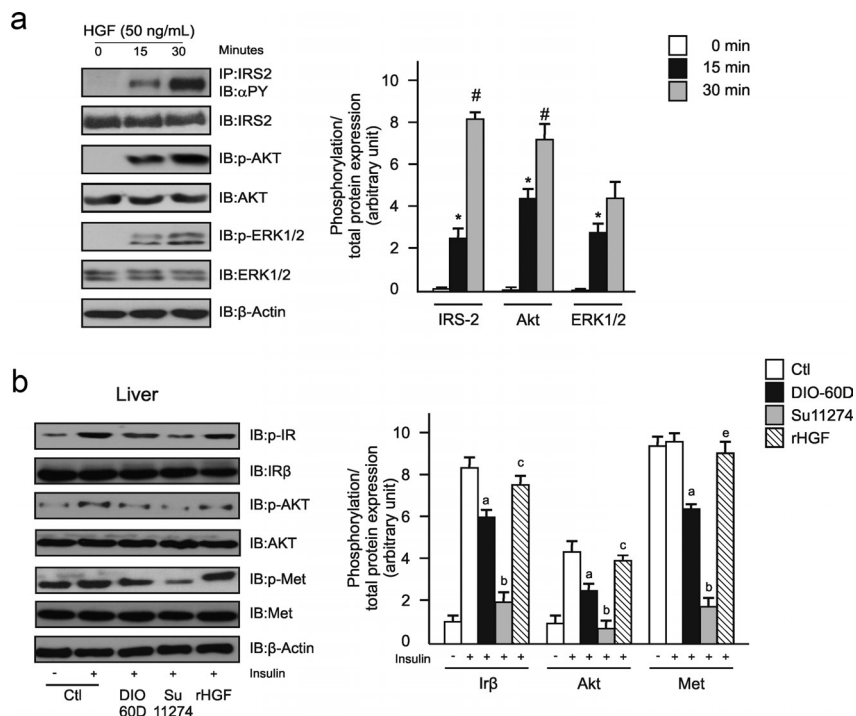 a
HGF (50 ng/mL)
0 15 30 Minutes
IP:IRS2
IB:αPY
IB:IRS2
IB:p-AKT
IB:AKT
IB:p-ERK1/2
IB:ERK1/2
IB:β-Actin
0 min
15 min
30 min
Phosphorylation/
total protein expression
(arbitrary unit)
10
8
6
4
2
0
* # * # *
IRS-2 Akt ERK1/2
b
Liver
IB:p-IR
IB:IRβ
IB:p-AKT
IB:AKT
IB:p-Met
IB:Met
IB:β-Actin
- + + + + Insulin
Ctl DIO 60D Su 11274 rHGF
Ctl
DIO-60D
Su11274
rHGF
Phosphorylation/
total protein expression
(arbitrary unit)
10
8
6
4
2
0
a b c a b c a b e
Insulin - + + + + - + + + + - + + + +
Irβ Akt Met